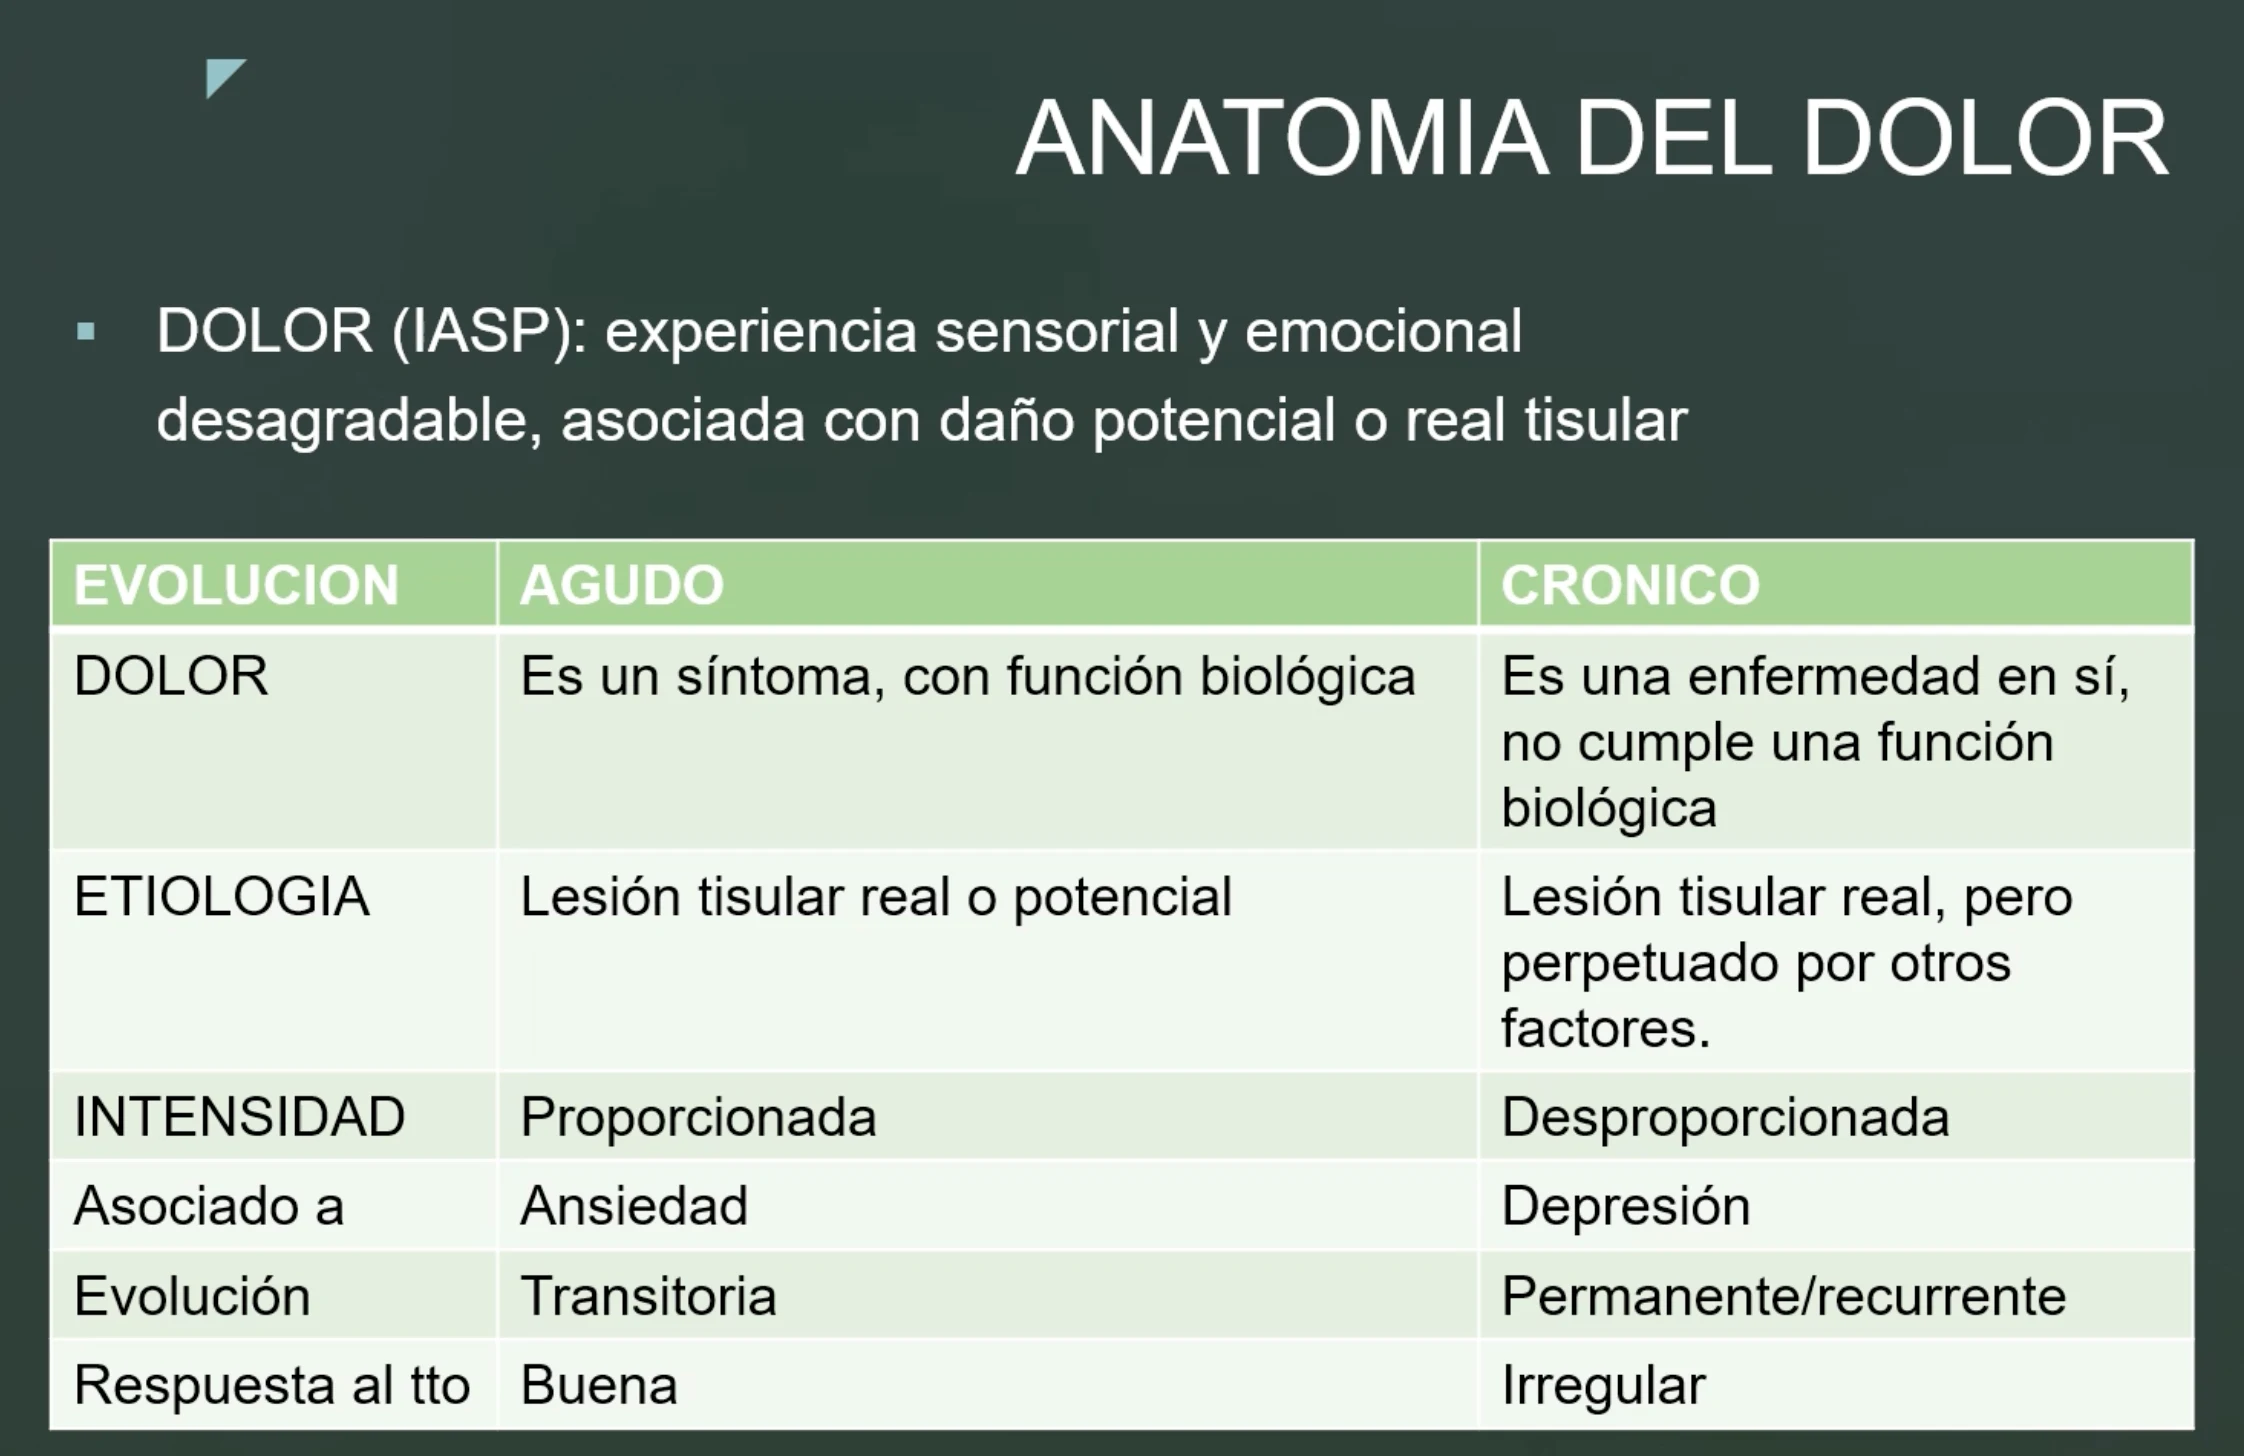 ANATOMIA DEL DOLOR
▪ DOLOR (IASP): experiencia sensorial y emocional
desagradable, asociada con daño potencial o real tisular
EVOLUCION AGUDO CRONICO
DOLOR Es un síntoma, con función biológica Es una enfermedad en sí,
no cumple una función
biológica
ETIOLOGIA Lesión tisular real o potencial Lesión tisular real, pero
perpetuado por otros
factores.
INTENSIDAD Proporcionada Desproporcionada
Asociado a Ansiedad Depresión
Evolución Transitoria Permanente/recurrente
Respuesta al tto Buena Irregular